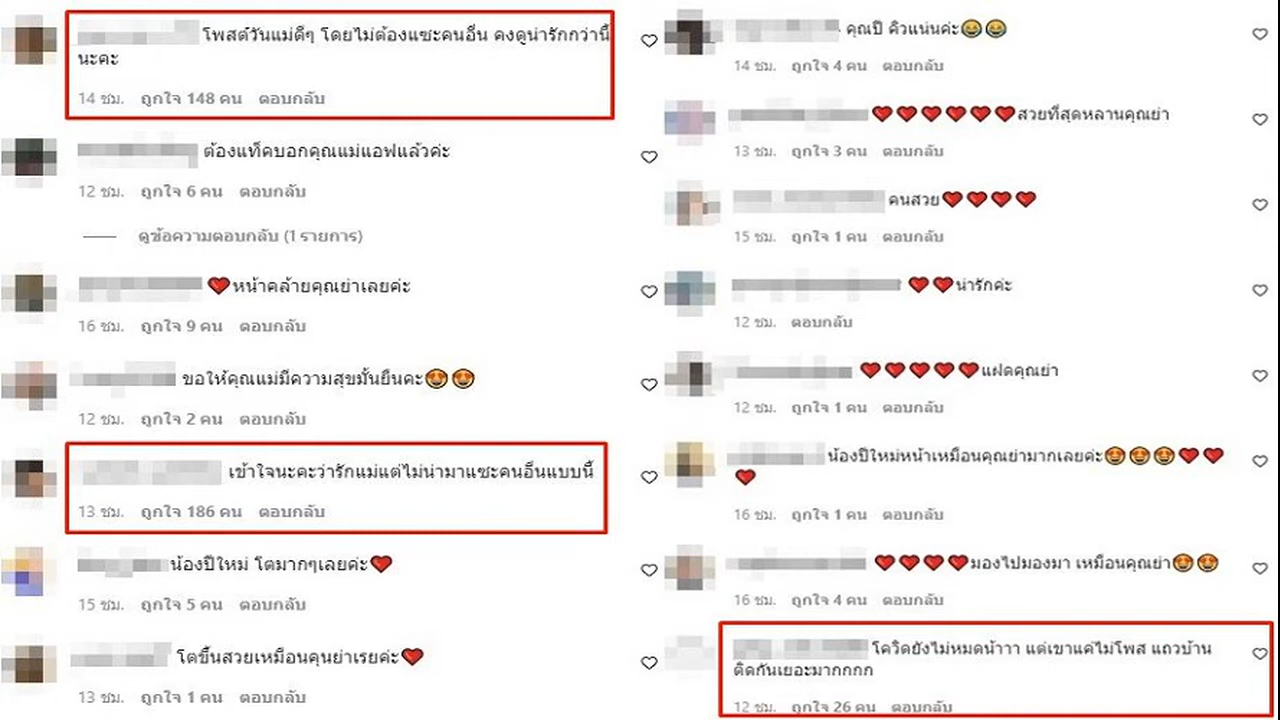 โพสต์วันแม่ดีๆ โดยไม่ต้องแซะคนอื่น คงดูน่ารักกว่านี้
นะคะ
14 ชม. ถูกใจ 148 คน ตอบกลับ
ต้องแท็คบอกคุณแม่แอฟแล้วค่ะ
12 ชม. ถูกใจ 6 คน ตอบกลับ
ดูข้อความตอบกลับ (1 รายการ)
❤️หน้าคล้ายคุณย่าเลยค่ะ
16 ชม. ถูกใจ 9 คน ตอบกลับ
ขอให้คุณแม่มีความสุขมั้นยืนคะ🤩🤩
12 ชม. ถูกใจ 2 คน ตอบกลับ
เข้าใจนะคะว่ารักแม่แต่ไม่น่ามาแซะคนอื่นแบบนี้
13 ชม. ถูกใจ 186 คน ตอบกลับ
น้องปีใหม่ โตมากๆเลยค่ะ❤️
15 ชม. ถูกใจ 5 คน ตอบกลับ
โตขึ้นสวยเหมือนคุนย่าเรยค่ะ❤️
13 ชม. ถูกใจ 1 คน ตอบกลับ
คุณปี คิวแน่นค่ะ😂😂
14 ชม. ถูกใจ 4 คน ตอบกลับ
❤️❤️❤️❤️❤️❤️สวยที่สุดหลานคุณย่า
13 ชม. ถูกใจ 3 คน ตอบกลับ
คนสวย❤️❤️❤️❤️
15 ชม. ถูกใจ 1 คน ตอบกลับ
❤️❤️น่ารักค่ะ
12 ชม. ตอบกลับ
❤️❤️❤️❤️❤️แฝดคุณย่า
12 ชม. ถูกใจ 1 คน ตอบกลับ
น้องปีใหม่หน้าเหมือนคุณย่ามากเลยค่ะ🤩🤩🤩❤️❤️
❤️
16 ชม. ถูกใจ 1 คน ตอบกลับ
❤️❤️❤️❤️มองไปมองมา เหมือนคุณย่า🤩🤩
16 ชม. ถูกใจ 4 คน ตอบกลับ
โควิดยังไม่หมดน้าาา แต่เขาแค่ไม่โพส แถวบ้าน
ติดกันเยอะมากกกก
12 ชม. ถูกใจ 26 คน ตอบกลับ